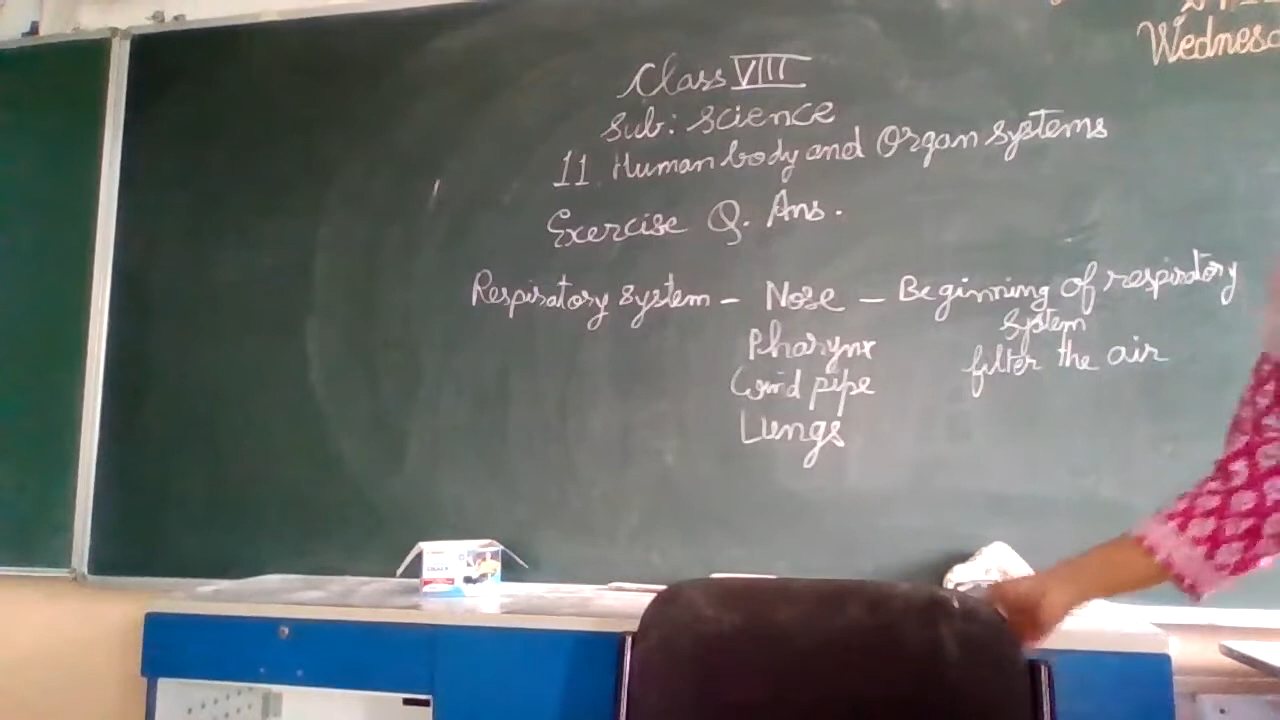 Wednesd
Class VIII
Sub: Science
11 Human body and Organ systems
Exercise Q. Ans.
Respiratory system - Nose - Beginning of respiratory
system
Pharynx filter the air
Wind pipe
Lungs